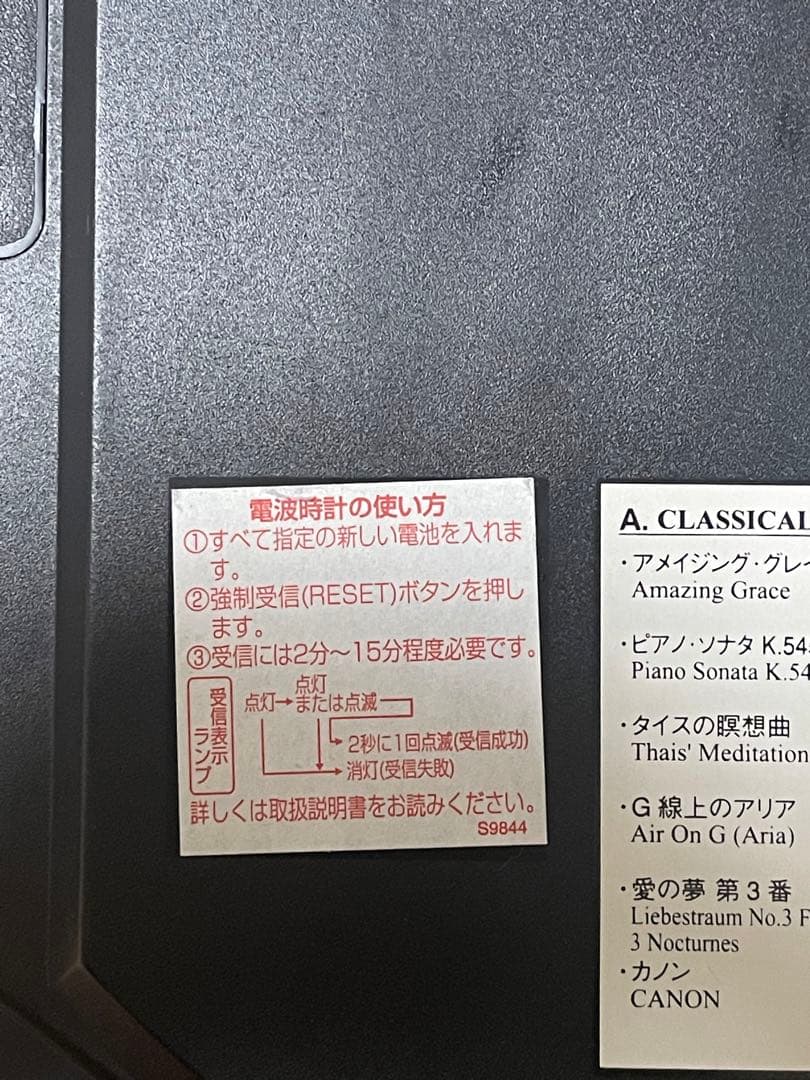 電波時計の使い方
①すべて指定の新しい電池を入れま
す。
②強制受信(RESET)ボタンを押し
ます。
③受信には2分～15分程度必要です。
受信表示
ランプ
点灯→点灯または点滅
2秒に1回点滅(受信成功)
消灯(受信失敗)
詳しくは取扱説明書をお読みください。
S9844
A. CLASSICAL
・アメイジング・グレイ
Amazing Grace
・ピアノ・ソナタ K.545
Piano Sonata K.54
・タイスの瞑想曲
Thais' Meditation
・G 線上のアリア
Air On G (Aria)
・愛の夢 第3番
Liebestraum No.3 F
3 Nocturnes
・カノン
CANON